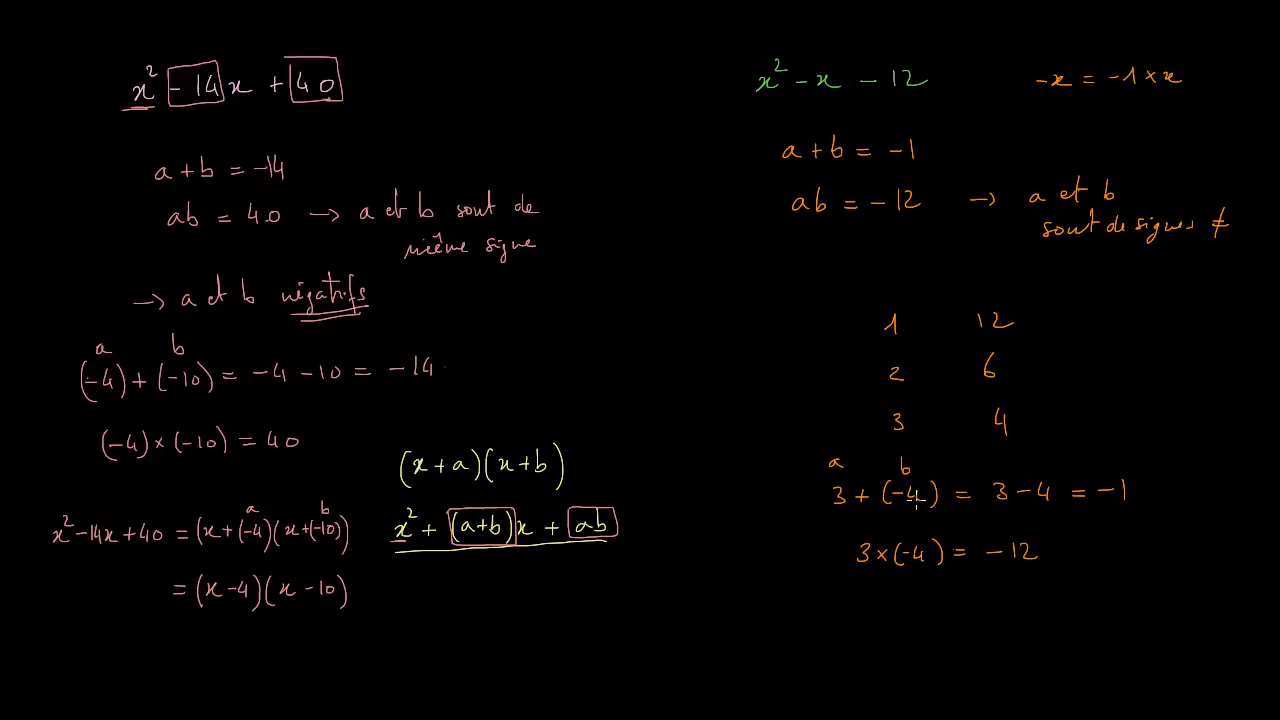 x² -14x + 40
a + b = -14
ab = 40 → a et b sont de
même signe
→ a et b négatifs
a b
(-4) + (-10) = -4 - 10 = -14
(-4) × (-10) = 40
(x + a)(x + b)
x² + (a+b)x + ab
a b
x² - 14x + 40 = (x + (-4)(x + (-10))
= (x - 4)(x - 10)
x² - x - 12
-x = -1 × x
a + b = -1
ab = -12 → a et b
sont de signes ≠
1 12
2 6
3 4
a b
3 + (-4) = 3 - 4 = -1
3 × (-4) = -12